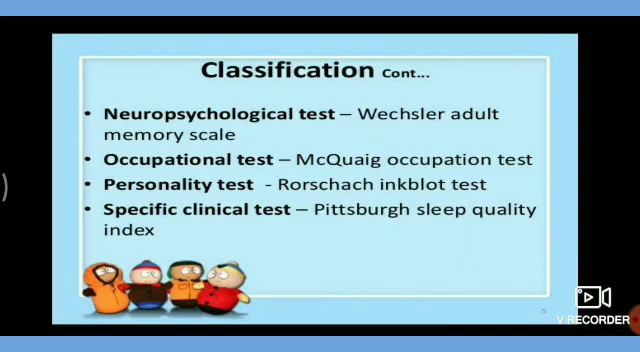 Classification Cont...
• Neuropsychological test – Wechsler adult
memory scale
• Occupational test – McQuaig occupation test
• Personality test - Rorschach inkblot test
• Specific clinical test – Pittsburgh sleep quality
index
5
V RECORDER